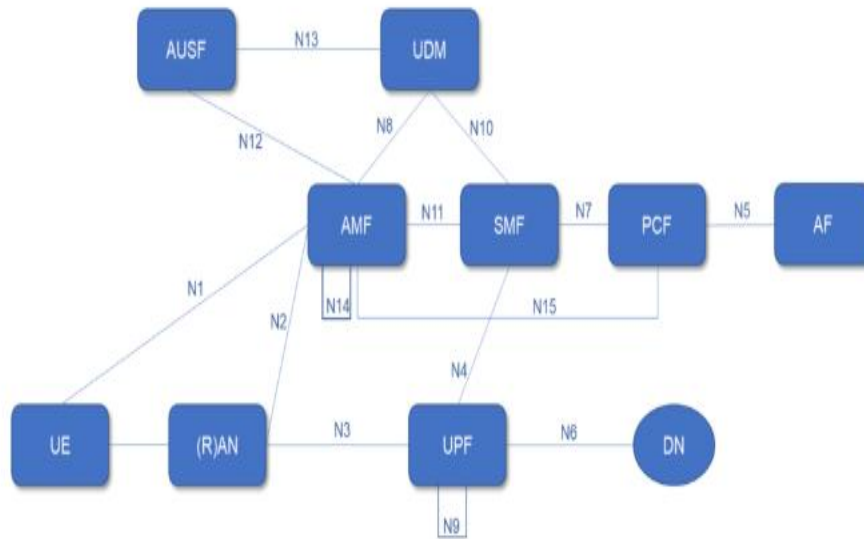 AUSF
N13
UDM
N12
N8
N10
AMF
N11
SMF
N7
PCF
N5
AF
N1
N2
N14
N15
N4
UE
(R)AN
N3
UPF
N6
DN
N9